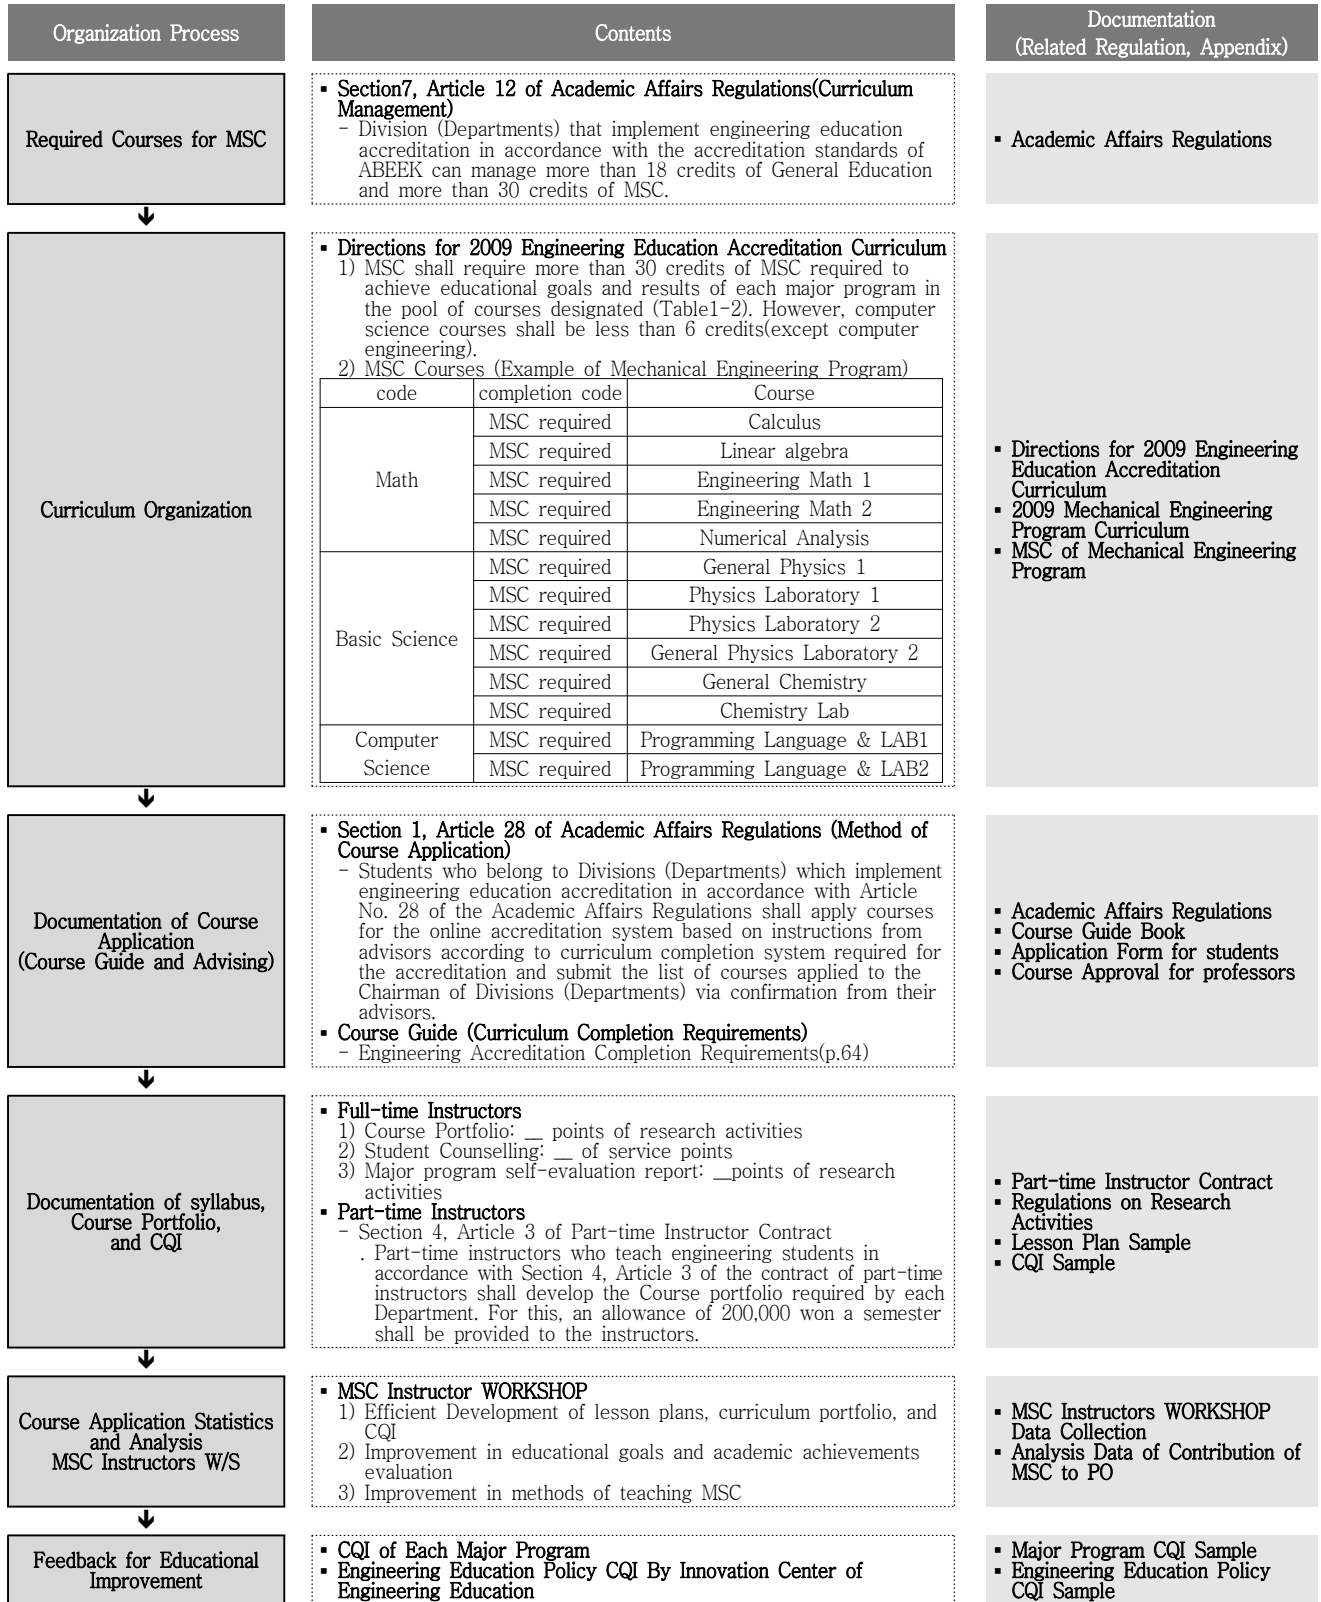 Organization Process
Contents
Documentation
(Related Regulation, Appendix)
Required Courses for MSC
▪ Section7, Article 12 of Academic Affairs Regulations(Curriculum
Management)
- Division (Departments) that implement engineering education
accreditation in accordance with the accreditation standards of
ABEEK can manage more than 18 credits of General Education
and more than 30 credits of MSC.
▪ Academic Affairs Regulations
Curriculum Organization
▪ Directions for 2009 Engineering Education Accreditation Curriculum
1) MSC shall require more than 30 credits of MSC required to
achieve educational goals and results of each major program in
the pool of courses designated (Table1-2). However, computer
science courses shall be less than 6 credits(except computer
engineering).
2) MSC Courses (Example of Mechanical Engineering Program)
code completion code Course
Math
MSC required Calculus
MSC required Linear algebra
MSC required Engineering Math 1
MSC required Engineering Math 2
MSC required Numerical Analysis
Basic Science
MSC required General Physics 1
MSC required Physics Laboratory 1
MSC required Physics Laboratory 2
MSC required General Physics Laboratory 2
MSC required General Chemistry
MSC required Chemistry Lab
Computer MSC required Programming Language & LAB1
Science MSC required Programming Language & LAB2
▪ Directions for 2009 Engineering
Education Accreditation
Curriculum
▪ 2009 Mechanical Engineering
Program Curriculum
▪ MSC of Mechanical Engineering
Program
Documentation of Course
Application
(Course Guide and Advising)
▪ Section 1, Article 28 of Academic Affairs Regulations (Method of
Course Application)
- Students who belong to Divisions (Departments) which implement
engineering education accreditation in accordance with Article
No. 28 of the Academic Affairs Regulations shall apply courses
for the online accreditation system based on instructions from
advisors according to curriculum completion system required for
the accreditation and submit the list of courses applied to the
Chairman of Divisions (Departments) via confirmation from their
advisors.
▪ Course Guide (Curriculum Completion Requirements)
- Engineering Accreditation Completion Requirements(p.64)
▪ Academic Affairs Regulations
▪ Course Guide Book
▪ Application Form for students
▪ Course Approval for professors
Documentation of syllabus,
Course Portfolio,
and CQI
▪ Full-time Instructors
1) Course Portfolio: __ points of research activities
2) Student Counselling: __ of service points
3) Major program self-evaluation report: __points of research
activities
▪ Part-time Instructors
- Section 4, Article 3 of Part-time Instructor Contract
. Part-time instructors who teach engineering students in
accordance with Section 4, Article 3 of the contract of part-time
instructors shall develop the Course portfolio required by each
Department. For this, an allowance of 200,000 won a semester
shall be provided to the instructors.
▪ Part-time Instructor Contract
▪ Regulations on Research
Activities
▪ Lesson Plan Sample
▪ CQI Sample
Course Application Statistics
and Analysis
MSC Instructors W/S
▪ MSC Instructor WORKSHOP
1) Efficient Development of lesson plans, curriculum portfolio, and
CQI
2) Improvement in educational goals and academic achievements
evaluation
3) Improvement in methods of teaching MSC
▪ MSC Instructors WORKSHOP
Data Collection
▪ Analysis Data of Contribution of
MSC to PO
Feedback for Educational
Improvement
▪ CQI of Each Major Program
▪ Engineering Education Policy CQI By Innovation Center of
Engineering Education
▪ Major Program CQI Sample
▪ Engineering Education Policy
CQI Sample